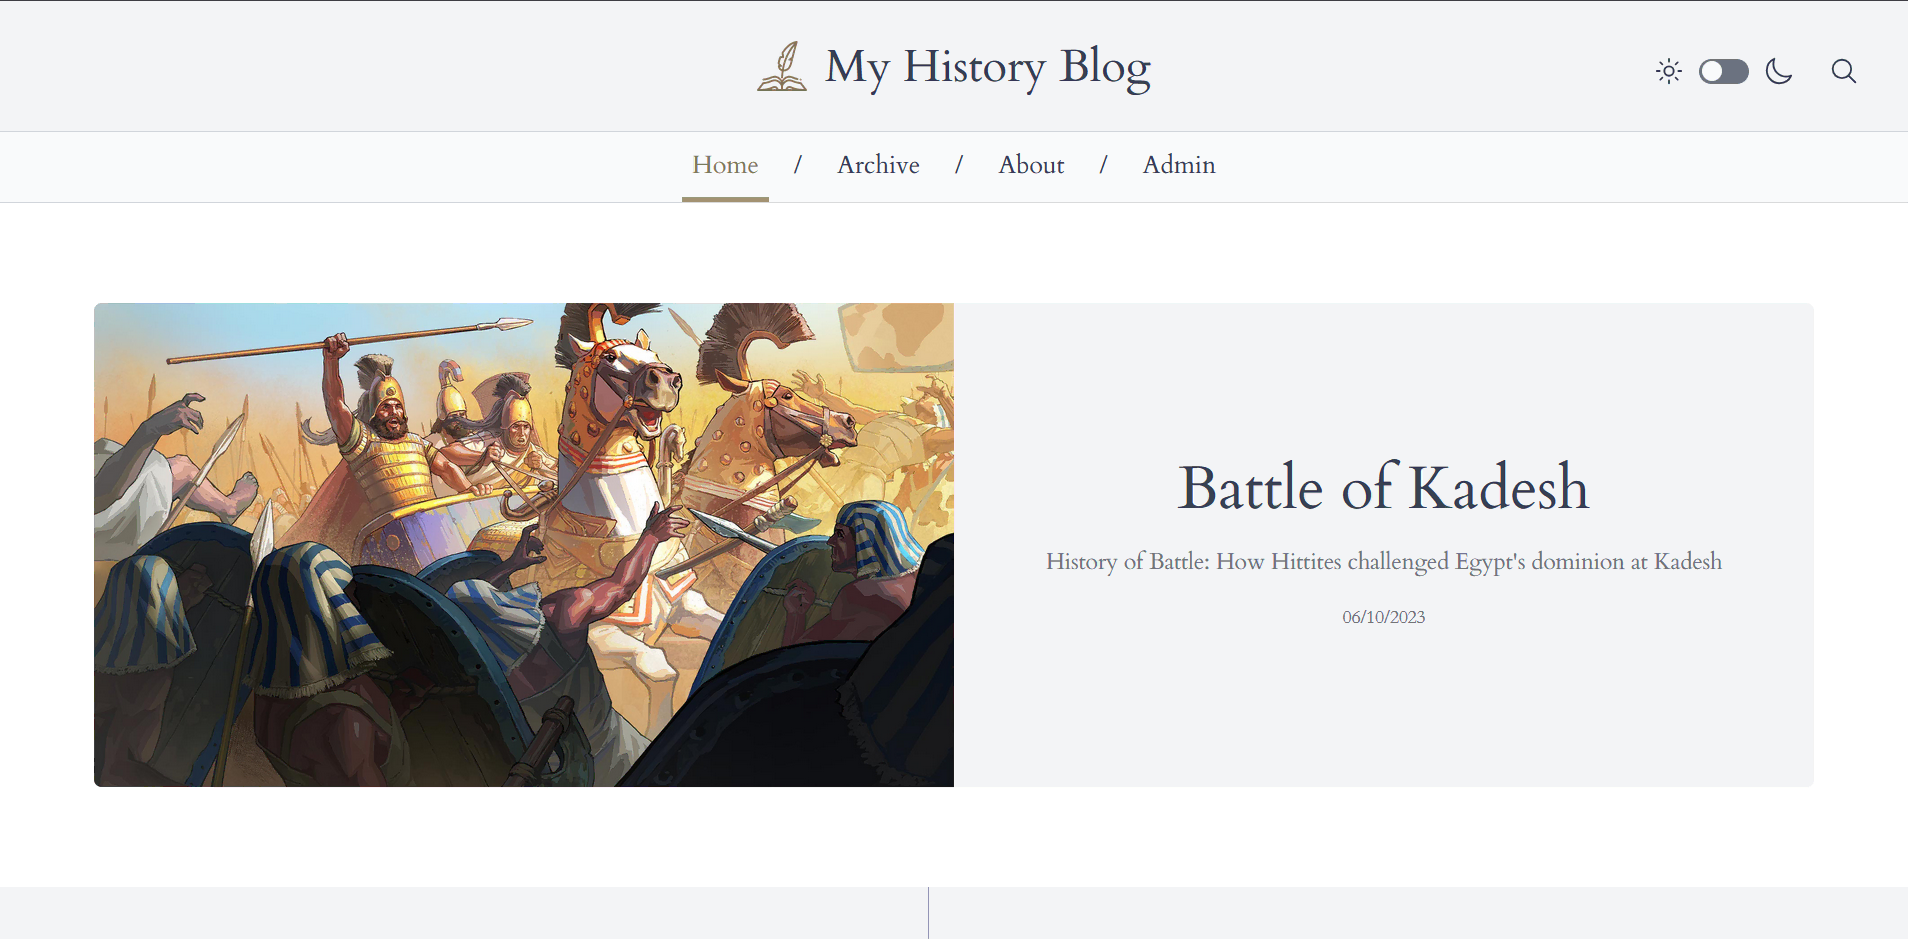 My History Blog
Home / Archive / About / Admin
Battle of Kadesh
History of Battle: How Hittites challenged Egypt's dominion at Kadesh
06/10/2023